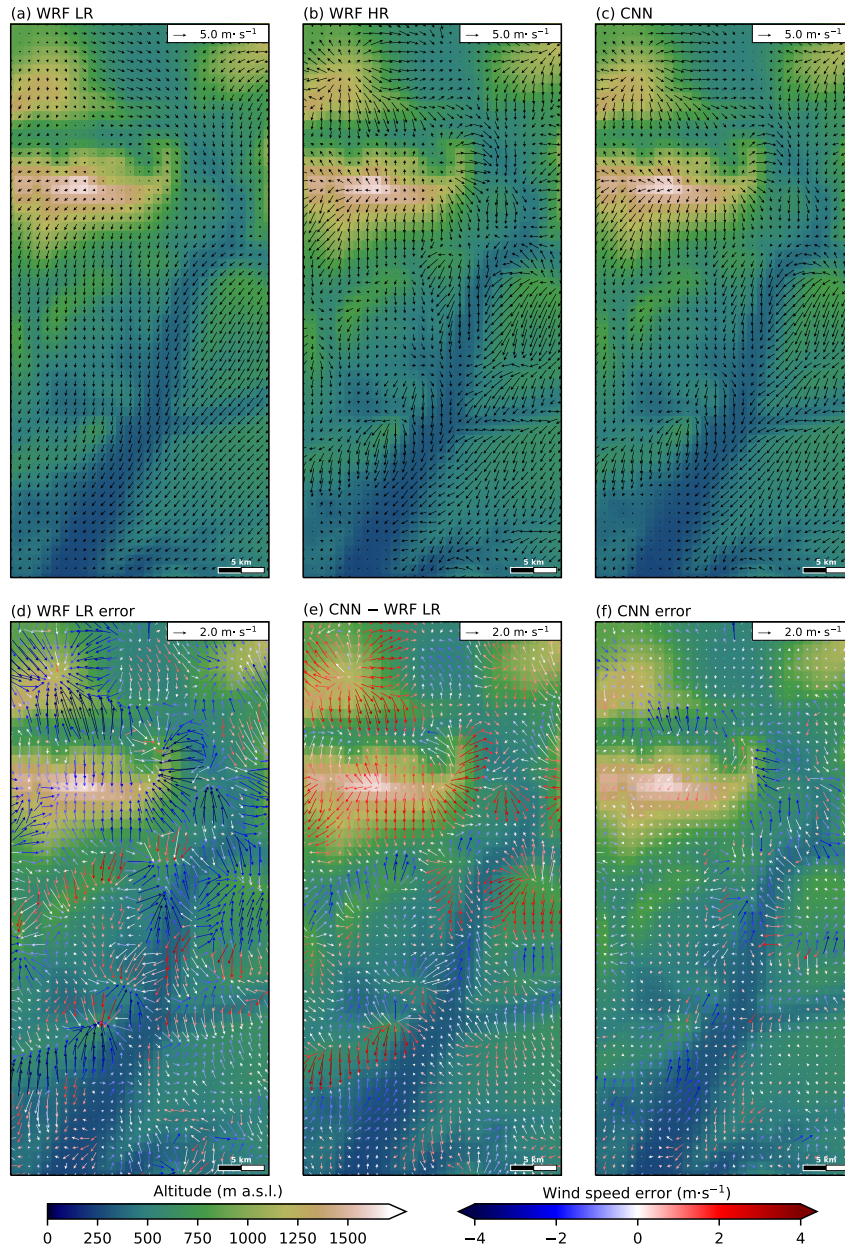 (a) WRF LR
(b) WRF HR
(c) CNN
5.0 m· s⁻¹
5.0 m· s⁻¹
5.0 m· s⁻¹
5 km
5 km
5 km
(d) WRF LR error
(e) CNN − WRF LR
(f) CNN error
2.0 m· s⁻¹
2.0 m· s⁻¹
2.0 m· s⁻¹
5 km
5 km
5 km
Altitude (m a.s.l.)
Wind speed error (m·s⁻¹)
0 250 500 750 1000 1250 1500
−4 −2 0 2 4